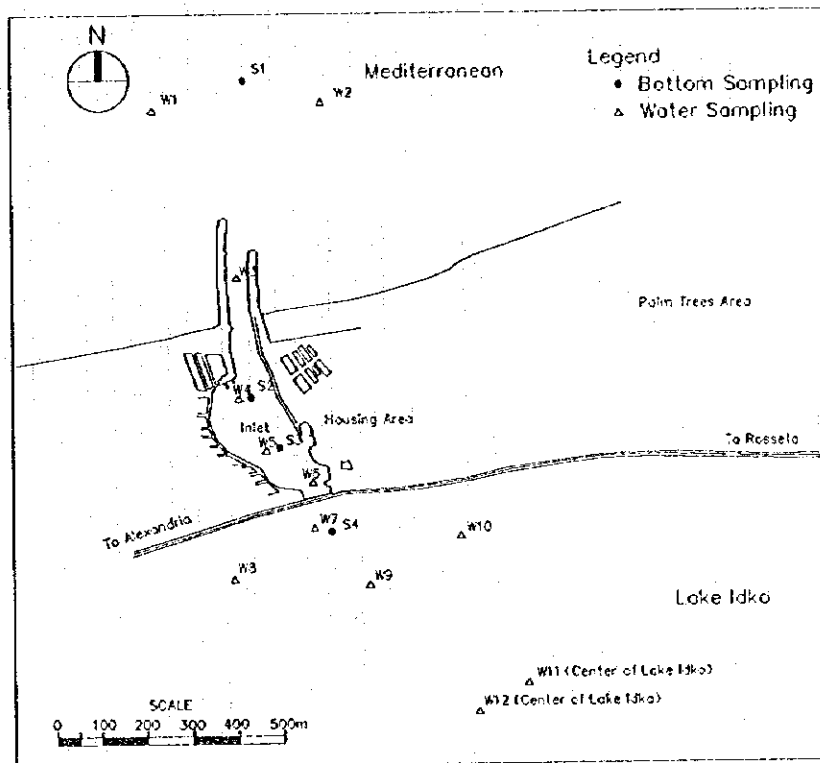 N
S1
Mediterranean
W1
W2
Legend
Bottom Sampling
Water Sampling
W3
Palm Trees Area
W4
S2
Housing Area
Inlet
W5
To Rosseta
W5
To Alexandria
W7
S4
W10
W8
W9
Lake Idko
W11 (Center of Lake Idko)
W12 (Center of Lake Idko)
SCALE
0 100 200 300 400 500m